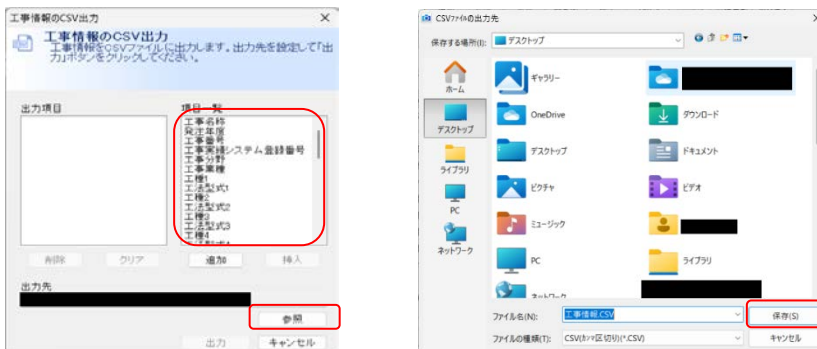 工事情報のCSV出力
工事情報のCSV出力
工事情報をCSVファイルに出力します。出力先を設定して「出
力」ボタンをクリックしてください。
出力項目
項目一覧
工事名称
発注年度
工事番号
工事実績システム登録番号
工事分野
工事業種
工種1
工法型式1
工種2
工法型式2
工種3
工法型式3
工種4
削除
クリア
追加
挿入
出力先
参照
出力
キャンセル
CSVファイルの出力先
保存する場所(I):
デスクトップ
ホーム
デスクトップ
ライブラリ
PC
ネットワーク
ギャラリー
OneDrive
ダウンロード
デスクトップ
ドキュメント
ピクチャ
ビデオ
ミュージック
PC
ライブラリ
ファイル名(N):
工事情報.CSV
保存(S)
ファイルの種類(T):
CSV(カンマ区切り)(*.CSV)
キャンセル